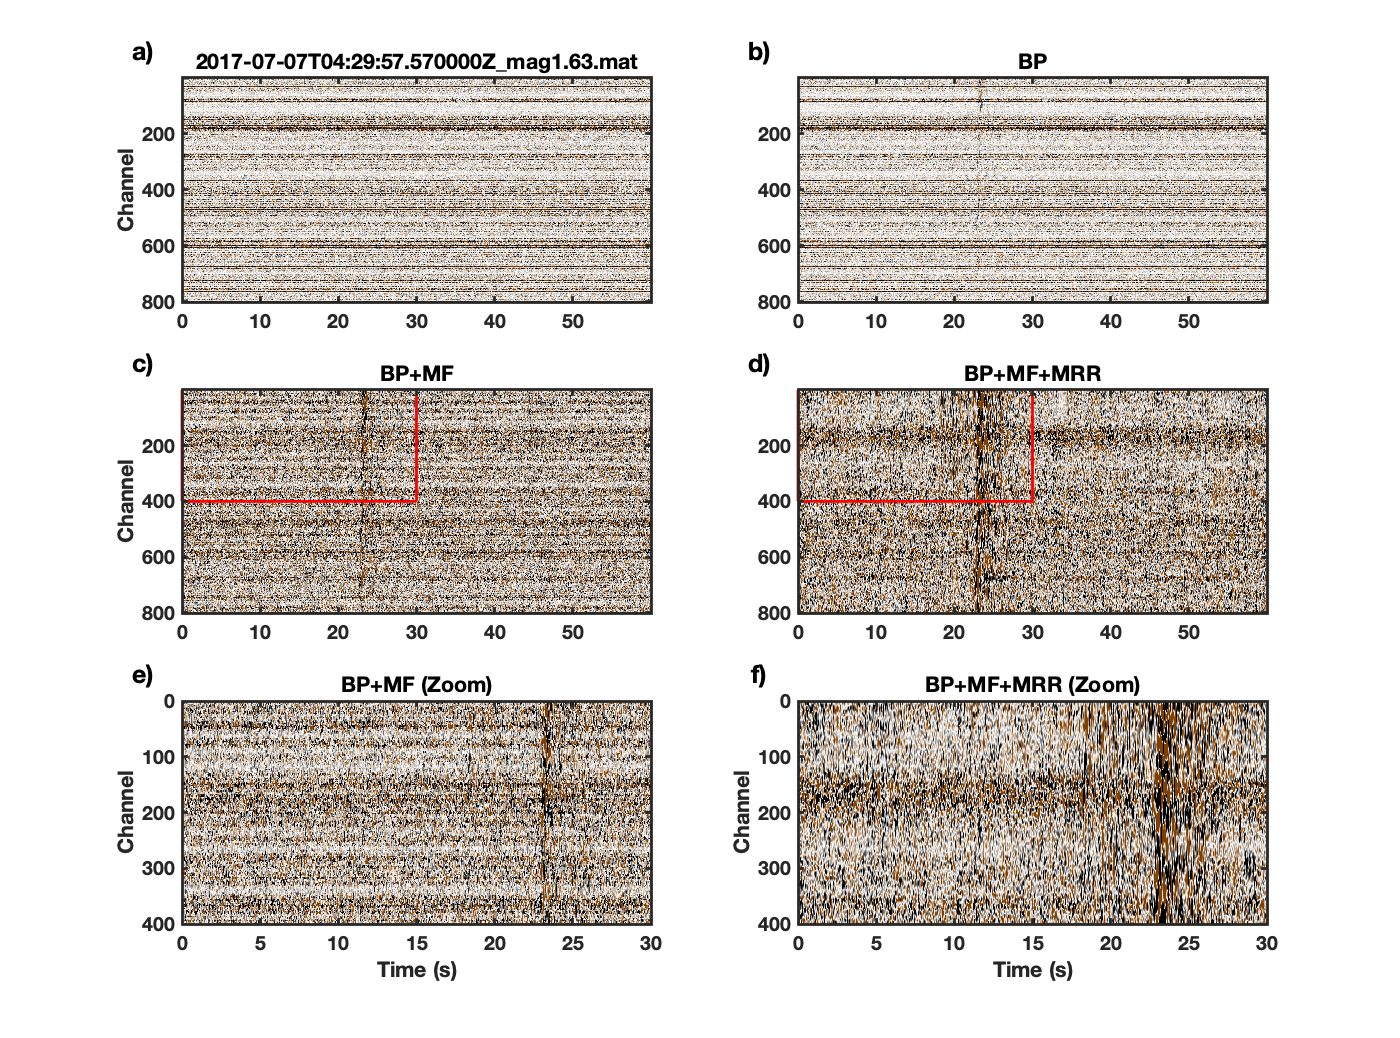 a)
2017-07-07T04:29:57.570000Z_mag1.63.mat
Channel
200
400
600
800
0 10 20 30 40 50
b)
BP
200
400
600
800
0 10 20 30 40 50
c)
BP+MF
Channel
200
400
600
800
0 10 20 30 40 50
d)
BP+MF+MRR
200
400
600
800
0 10 20 30 40 50
e)
BP+MF (Zoom)
Channel
0
100
200
300
400
0 5 10 15 20 25 30
Time (s)
f)
BP+MF+MRR (Zoom)
Channel
0
100
200
300
400
0 5 10 15 20 25 30
Time (s)